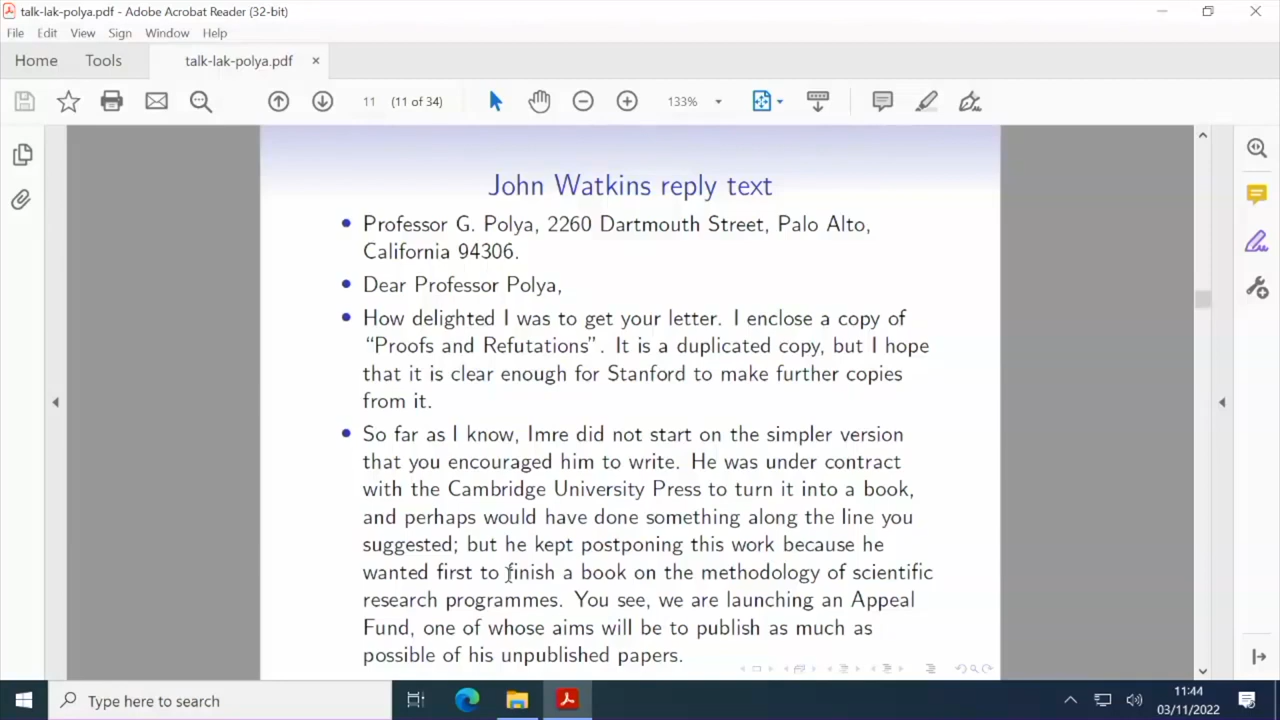 talk-lak-polya.pdf - Adobe Acrobat Reader (32-bit)
File Edit View Sign Window Help
Home Tools talk-lak-polya.pdf ×
11 (11 of 34) 133%
John Watkins reply text
• Professor G. Polya, 2260 Dartmouth Street, Palo Alto,
California 94306.
• Dear Professor Polya,
• How delighted I was to get your letter. I enclose a copy of
“Proofs and Refutations”. It is a duplicated copy, but I hope
that it is clear enough for Stanford to make further copies
from it.
• So far as I know, Imre did not start on the simpler version
that you encouraged him to write. He was under contract
with the Cambridge University Press to turn it into a book,
and perhaps would have done something along the line you
suggested; but he kept postponing this work because he
wanted first to finish a book on the methodology of scientific
research programmes. You see, we are launching an Appeal
Fund, one of whose aims will be to publish as much as
possible of his unpublished papers.
Type here to search
11:44
03/11/2022